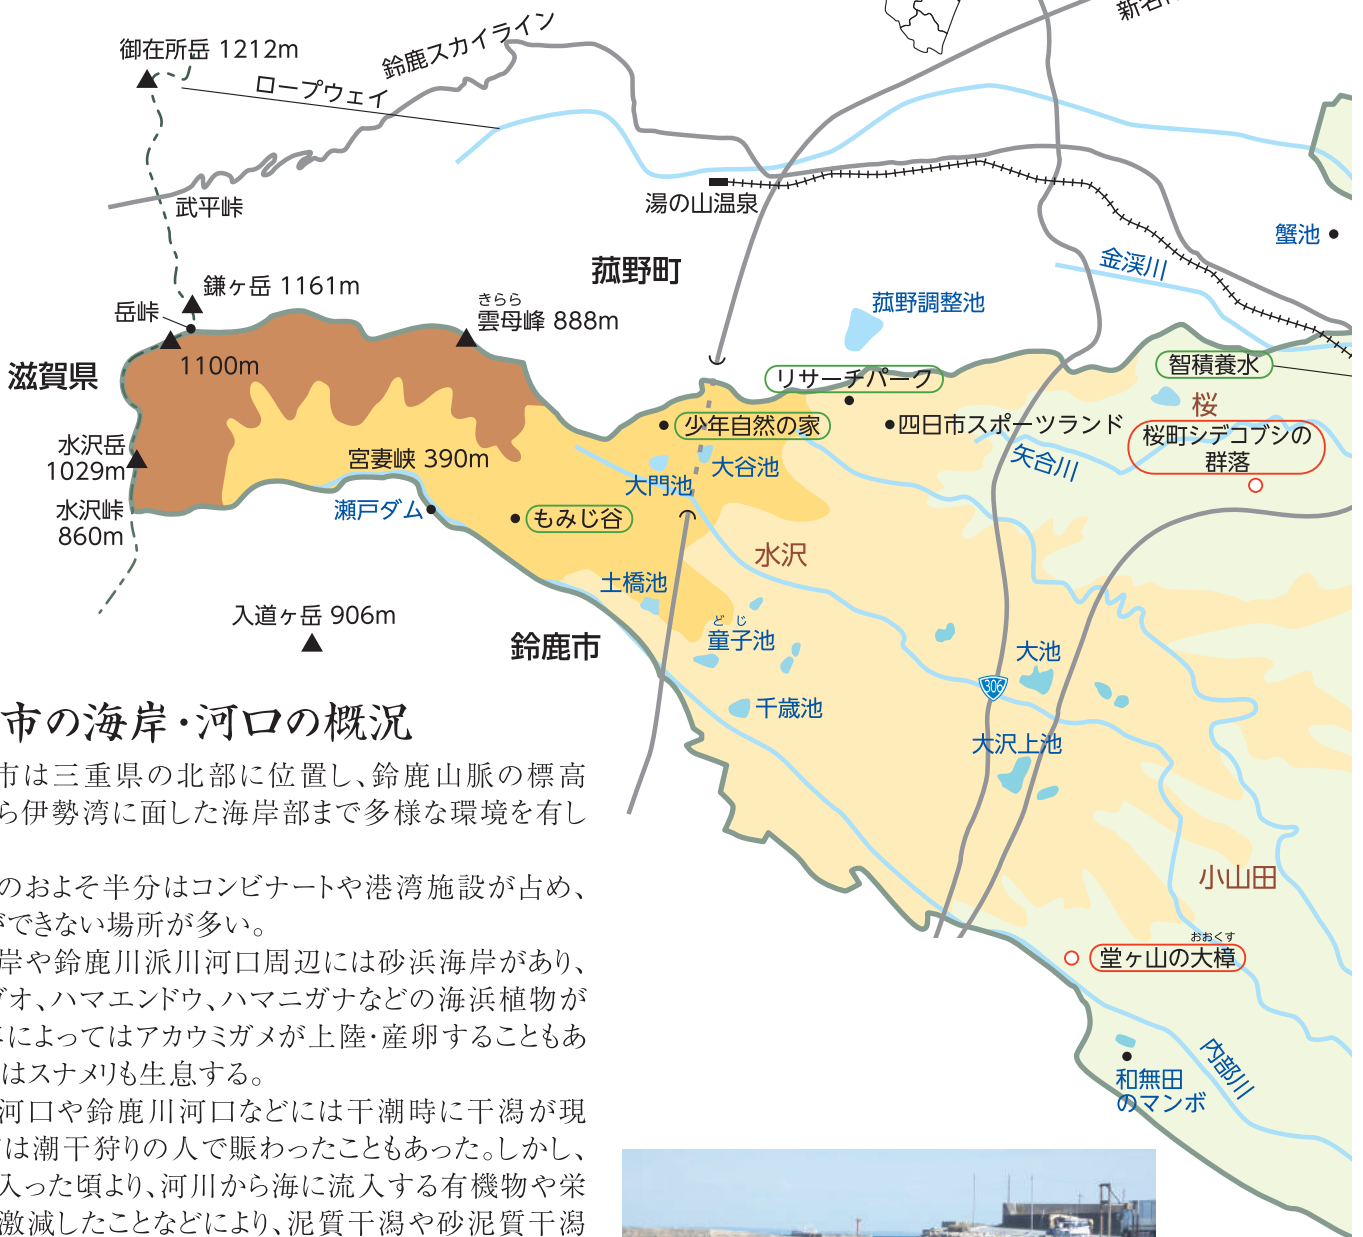 新名
御在所岳 1212m
鈴鹿スカイライン
ロープウェイ
武平峠
湯の山温泉
蟹池
金渓川
菰野町
菰野調整池
鎌ヶ岳 1161m
岳峠
きらら
雲母峰 888m
1100m
滋賀県
智積養水
リサーチパーク
桜
少年自然の家
四日市スポーツランド
桜町シデコブシの
群落
矢合川
水沢岳
1029m
宮妻峡 390m
大谷池
大門池
水沢峠
860m
瀬戸ダム
もみじ谷
水沢
土橋池
入道ヶ岳 906m
どじ
童子池
鈴鹿市
大池
306
千歳池
大沢上池
小山田
おおくす
堂ヶ山の大樟
内部川
和無田
のマンボ
市の海岸・河口の概況
市は三重県の北部に位置し、鈴鹿山脈の標高
ら伊勢湾に面した海岸部まで多様な環境を有し
のおよそ半分はコンビナートや港湾施設が占め、
ができない場所が多い。
岸や鈴鹿川派川河口周辺には砂浜海岸があり、
ガオ、ハマエンドウ、ハマニガナなどの海浜植物が
によってはアカウミガメが上陸・産卵することもあ
はスナメリも生息する。
河口や鈴鹿川河口などには干潮時に干潟が現
は潮干狩りの人で賑わったこともあった。しかし、
入った頃より、河川から海に流入する有機物や栄
激減したことなどにより、泥質干潟や砂泥質干潟